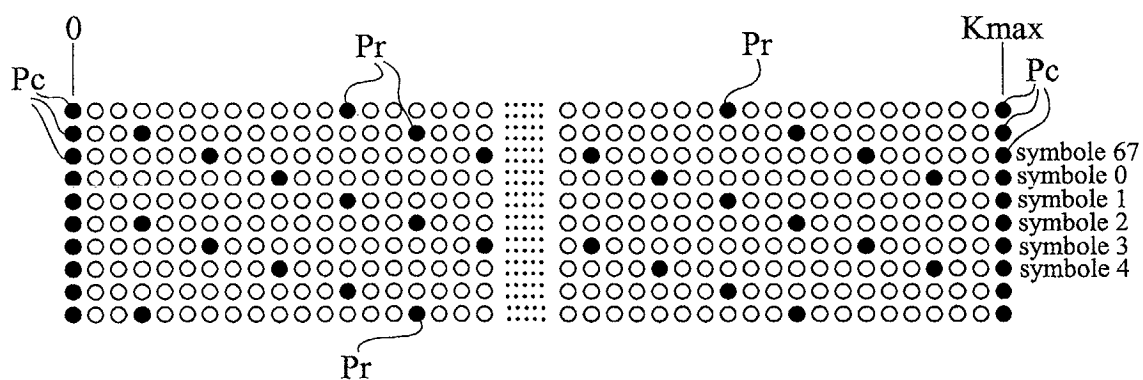 0
Kmax
Pr
Pr
Pc
Pc
symbole 67
symbole 0
symbole 1
symbole 2
symbole 3
symbole 4
Pr